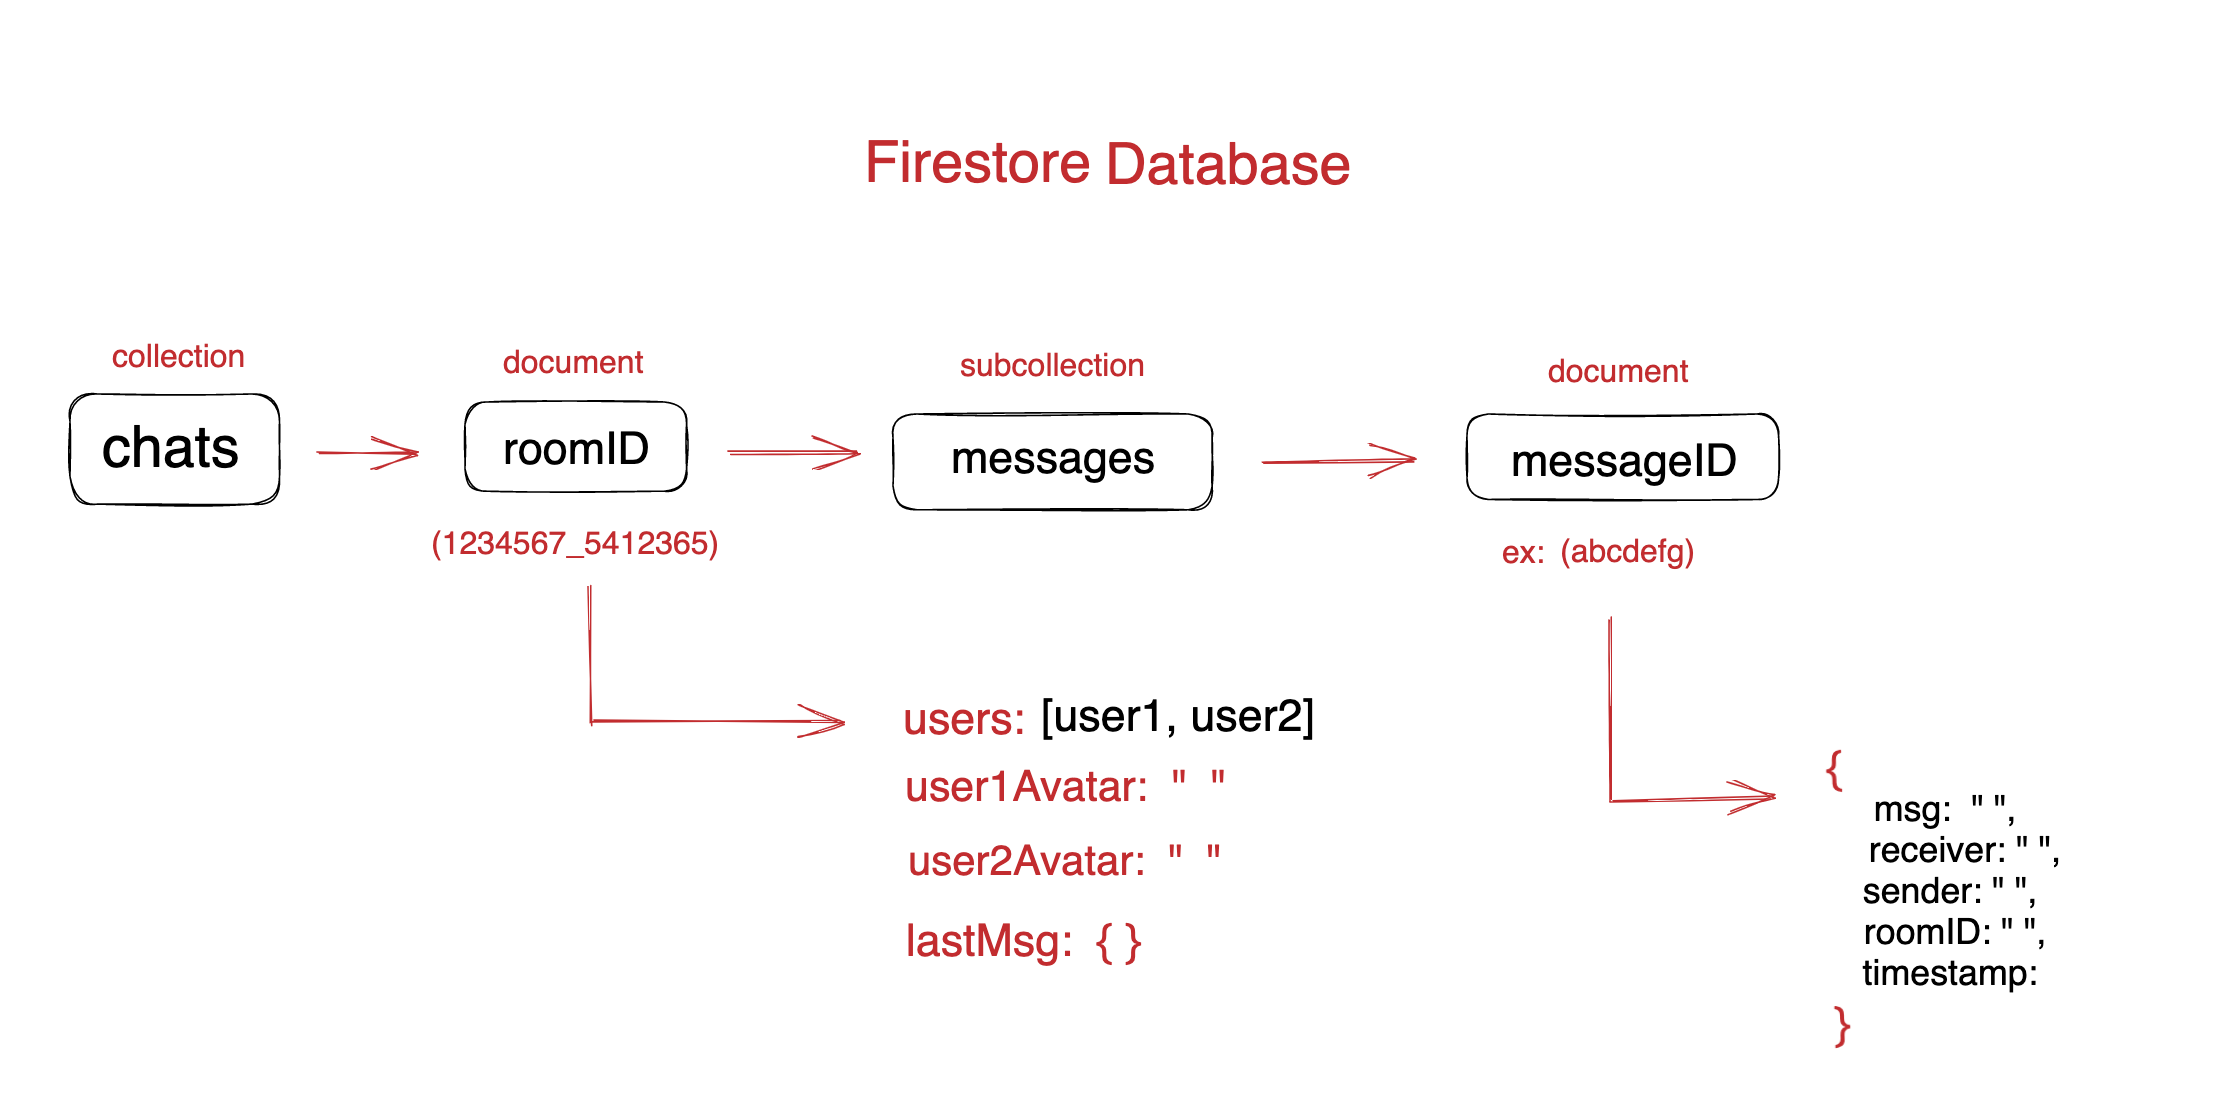 Firestore Database
collection
document
subcollection
document
chats
roomID
messages
messageID
(1234567_5412365)
ex: (abcdefg)
users: [user1, user2]
user1Avatar: " "
user2Avatar: " "
lastMsg: { }
{
msg: " ",
receiver: " ",
sender: " ",
roomID: " ",
timestamp:
}